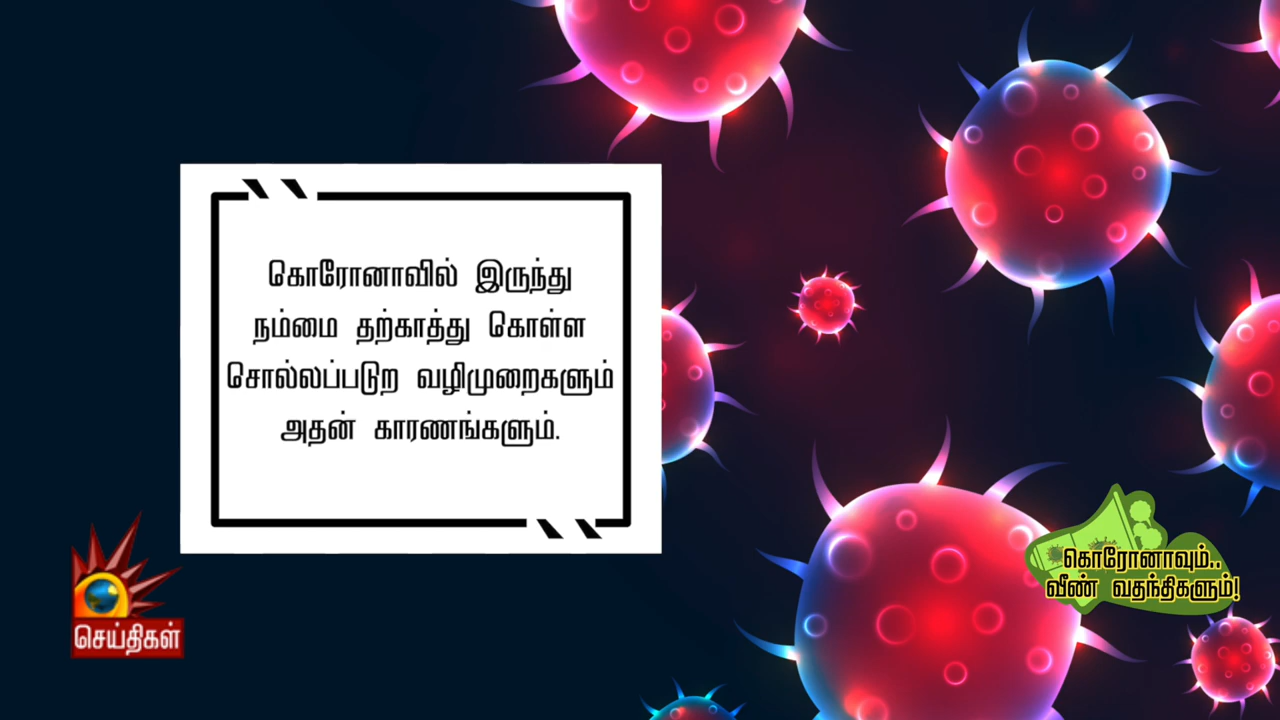 கொரோனாவில் இருந்து
நம்மை தற்காத்து கொள்ள
சொல்லப்படுற வழிமுறைகளும்
அதன் காரணங்களும்.
கொரோனாவும்..
வீண் வதந்திகளும்!
செய்திகள்